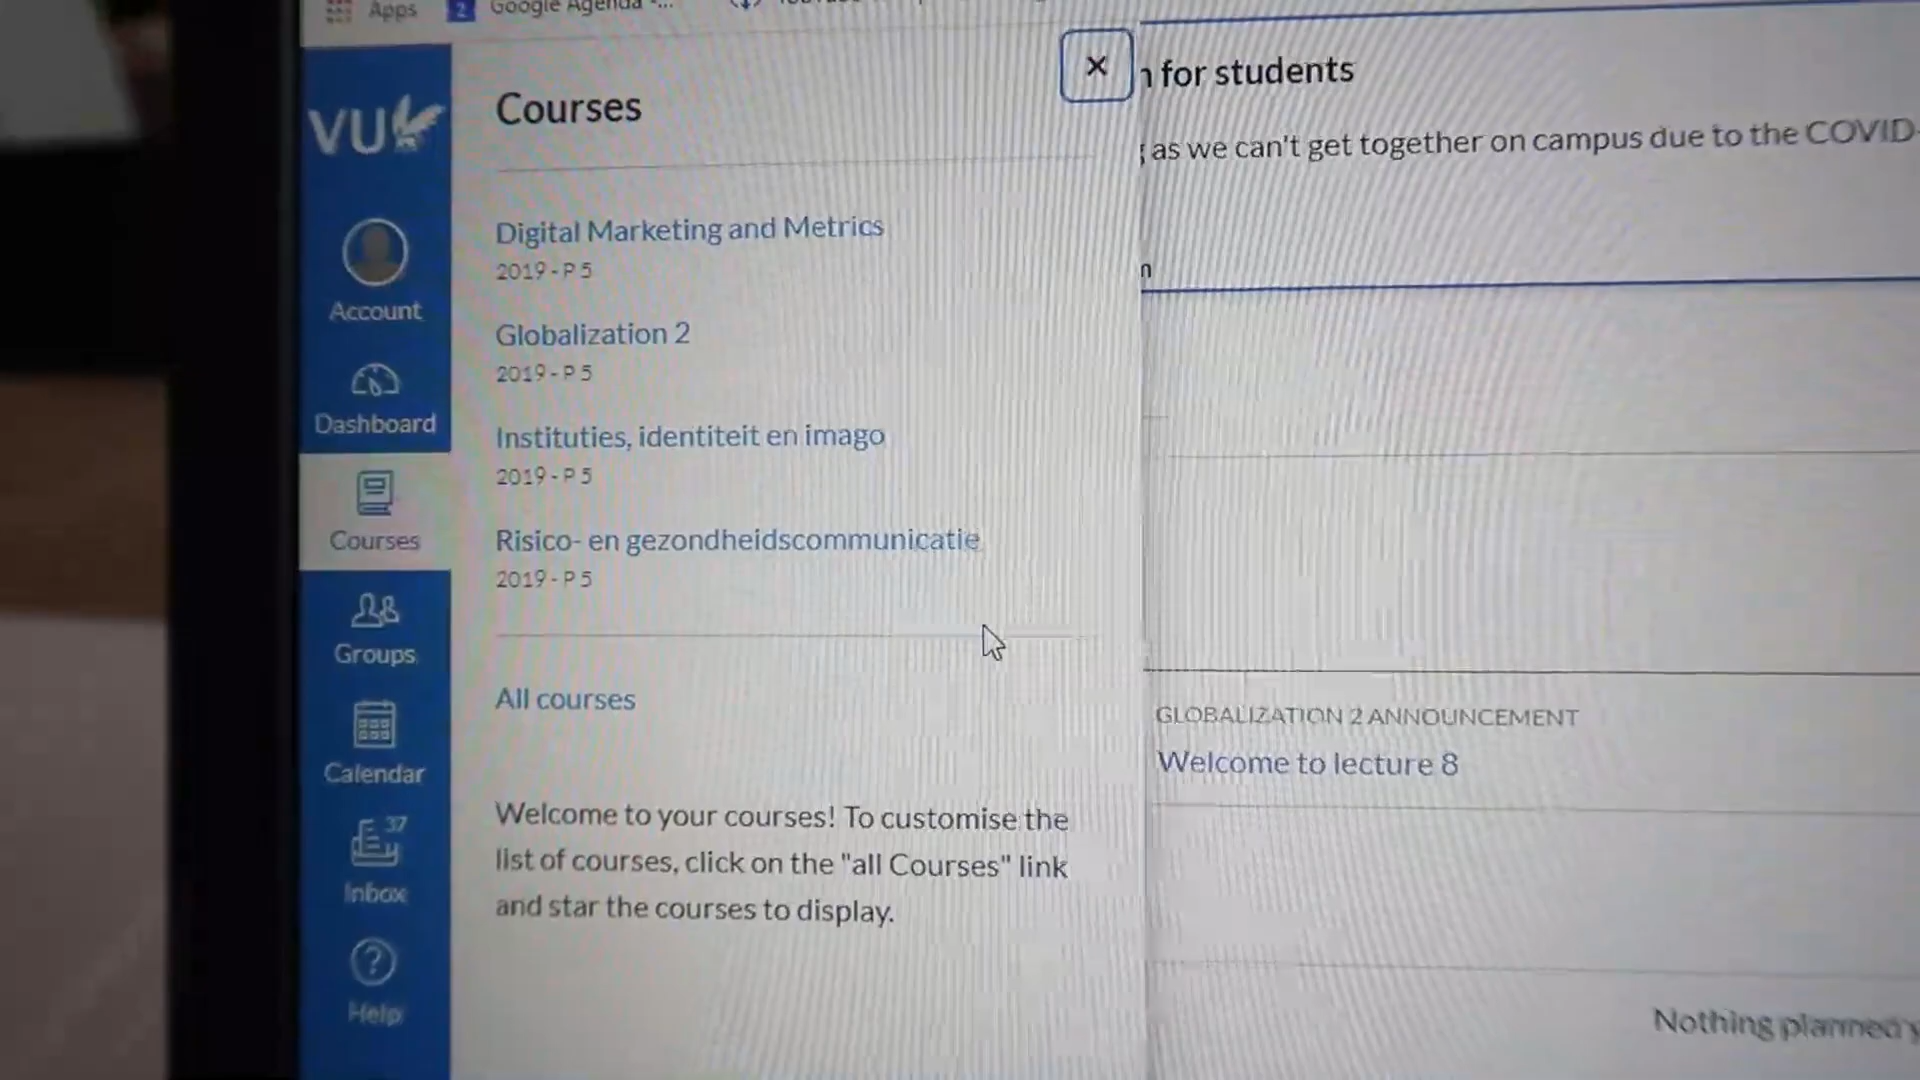 Apps
2
Google Agenda -...
VU
Account
Dashboard
Courses
Groups
Calendar
37
Inbox
Help
Courses
×
Digital Marketing and Metrics
2019 - P 5
Globalization 2
2019 - P 5
Instituties, identiteit en imago
2019 - P 5
Risico- en gezondheidscommunicatie
2019 - P 5
All courses
Welcome to your courses! To customise the
list of courses, click on the "all Courses" link
and star the courses to display.
for students
as we can't get together on campus due to the COVID-
GLOBALIZATION 2 ANNOUNCEMENT
Welcome to lecture 8
Nothing planned